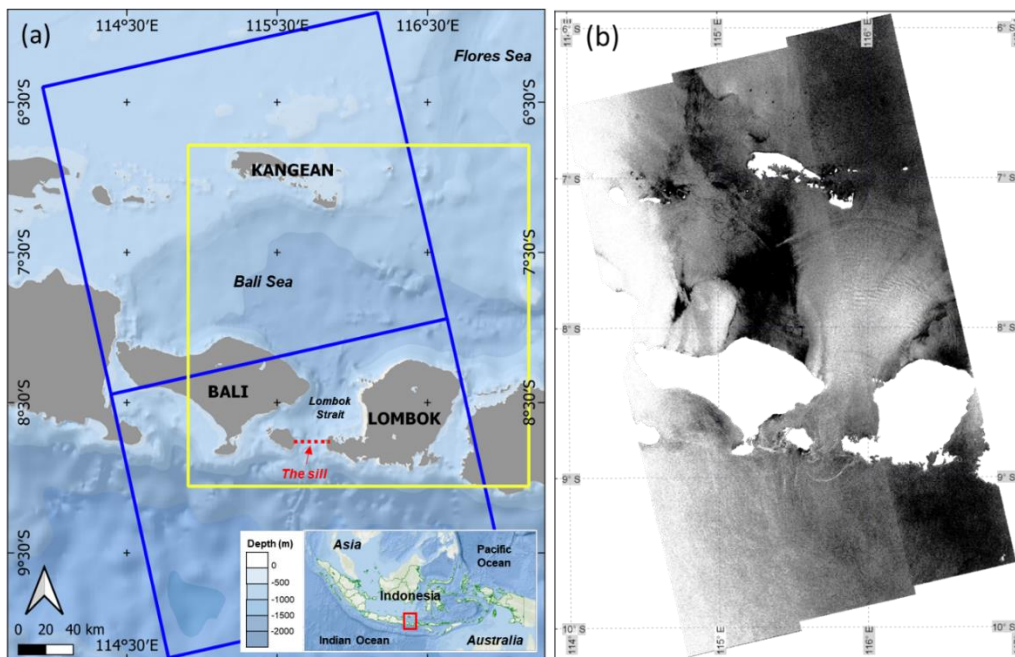 (a)
114°30'E
115°30'E
116°30'E
Flores Sea
6°30'S
6°30'S
KANGEAN
7°30'S
7°30'S
Bali Sea
BALI
Lombok
Strait
LOMBOK
8°30'S
8°30'S
The sill
9°30'S
9°30'S
Depth (m)
0
-500
-1000
-1500
-2000
Asia
Pacific
Ocean
Indonesia
Indian Ocean
Australia
0 20 40 km
114°30'E
(b)
115° E
116° E
6° S
7° S
7° S
8° S
8° S
9° S
9° S
10° S
10° S
114° E
115° E
116° E